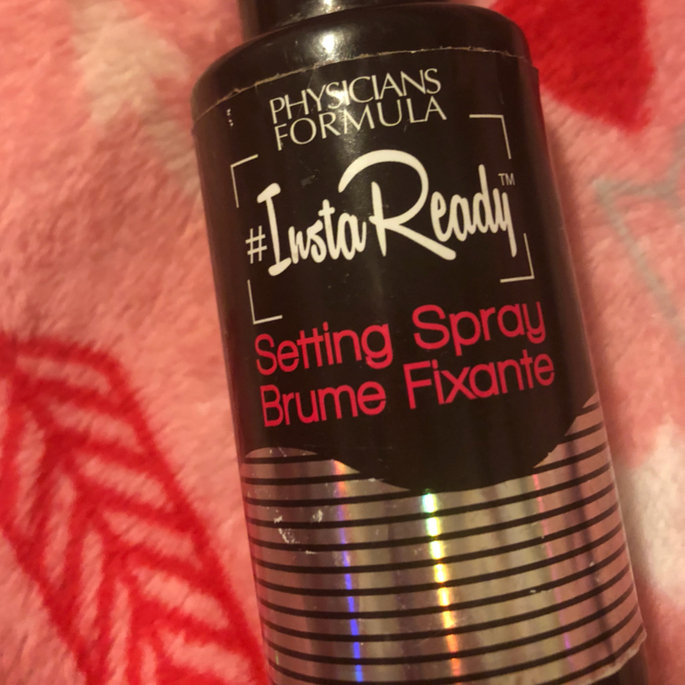 PHYSICIANS
FORMULA
#InstaReady™
Setting Spray
Brume Fixante